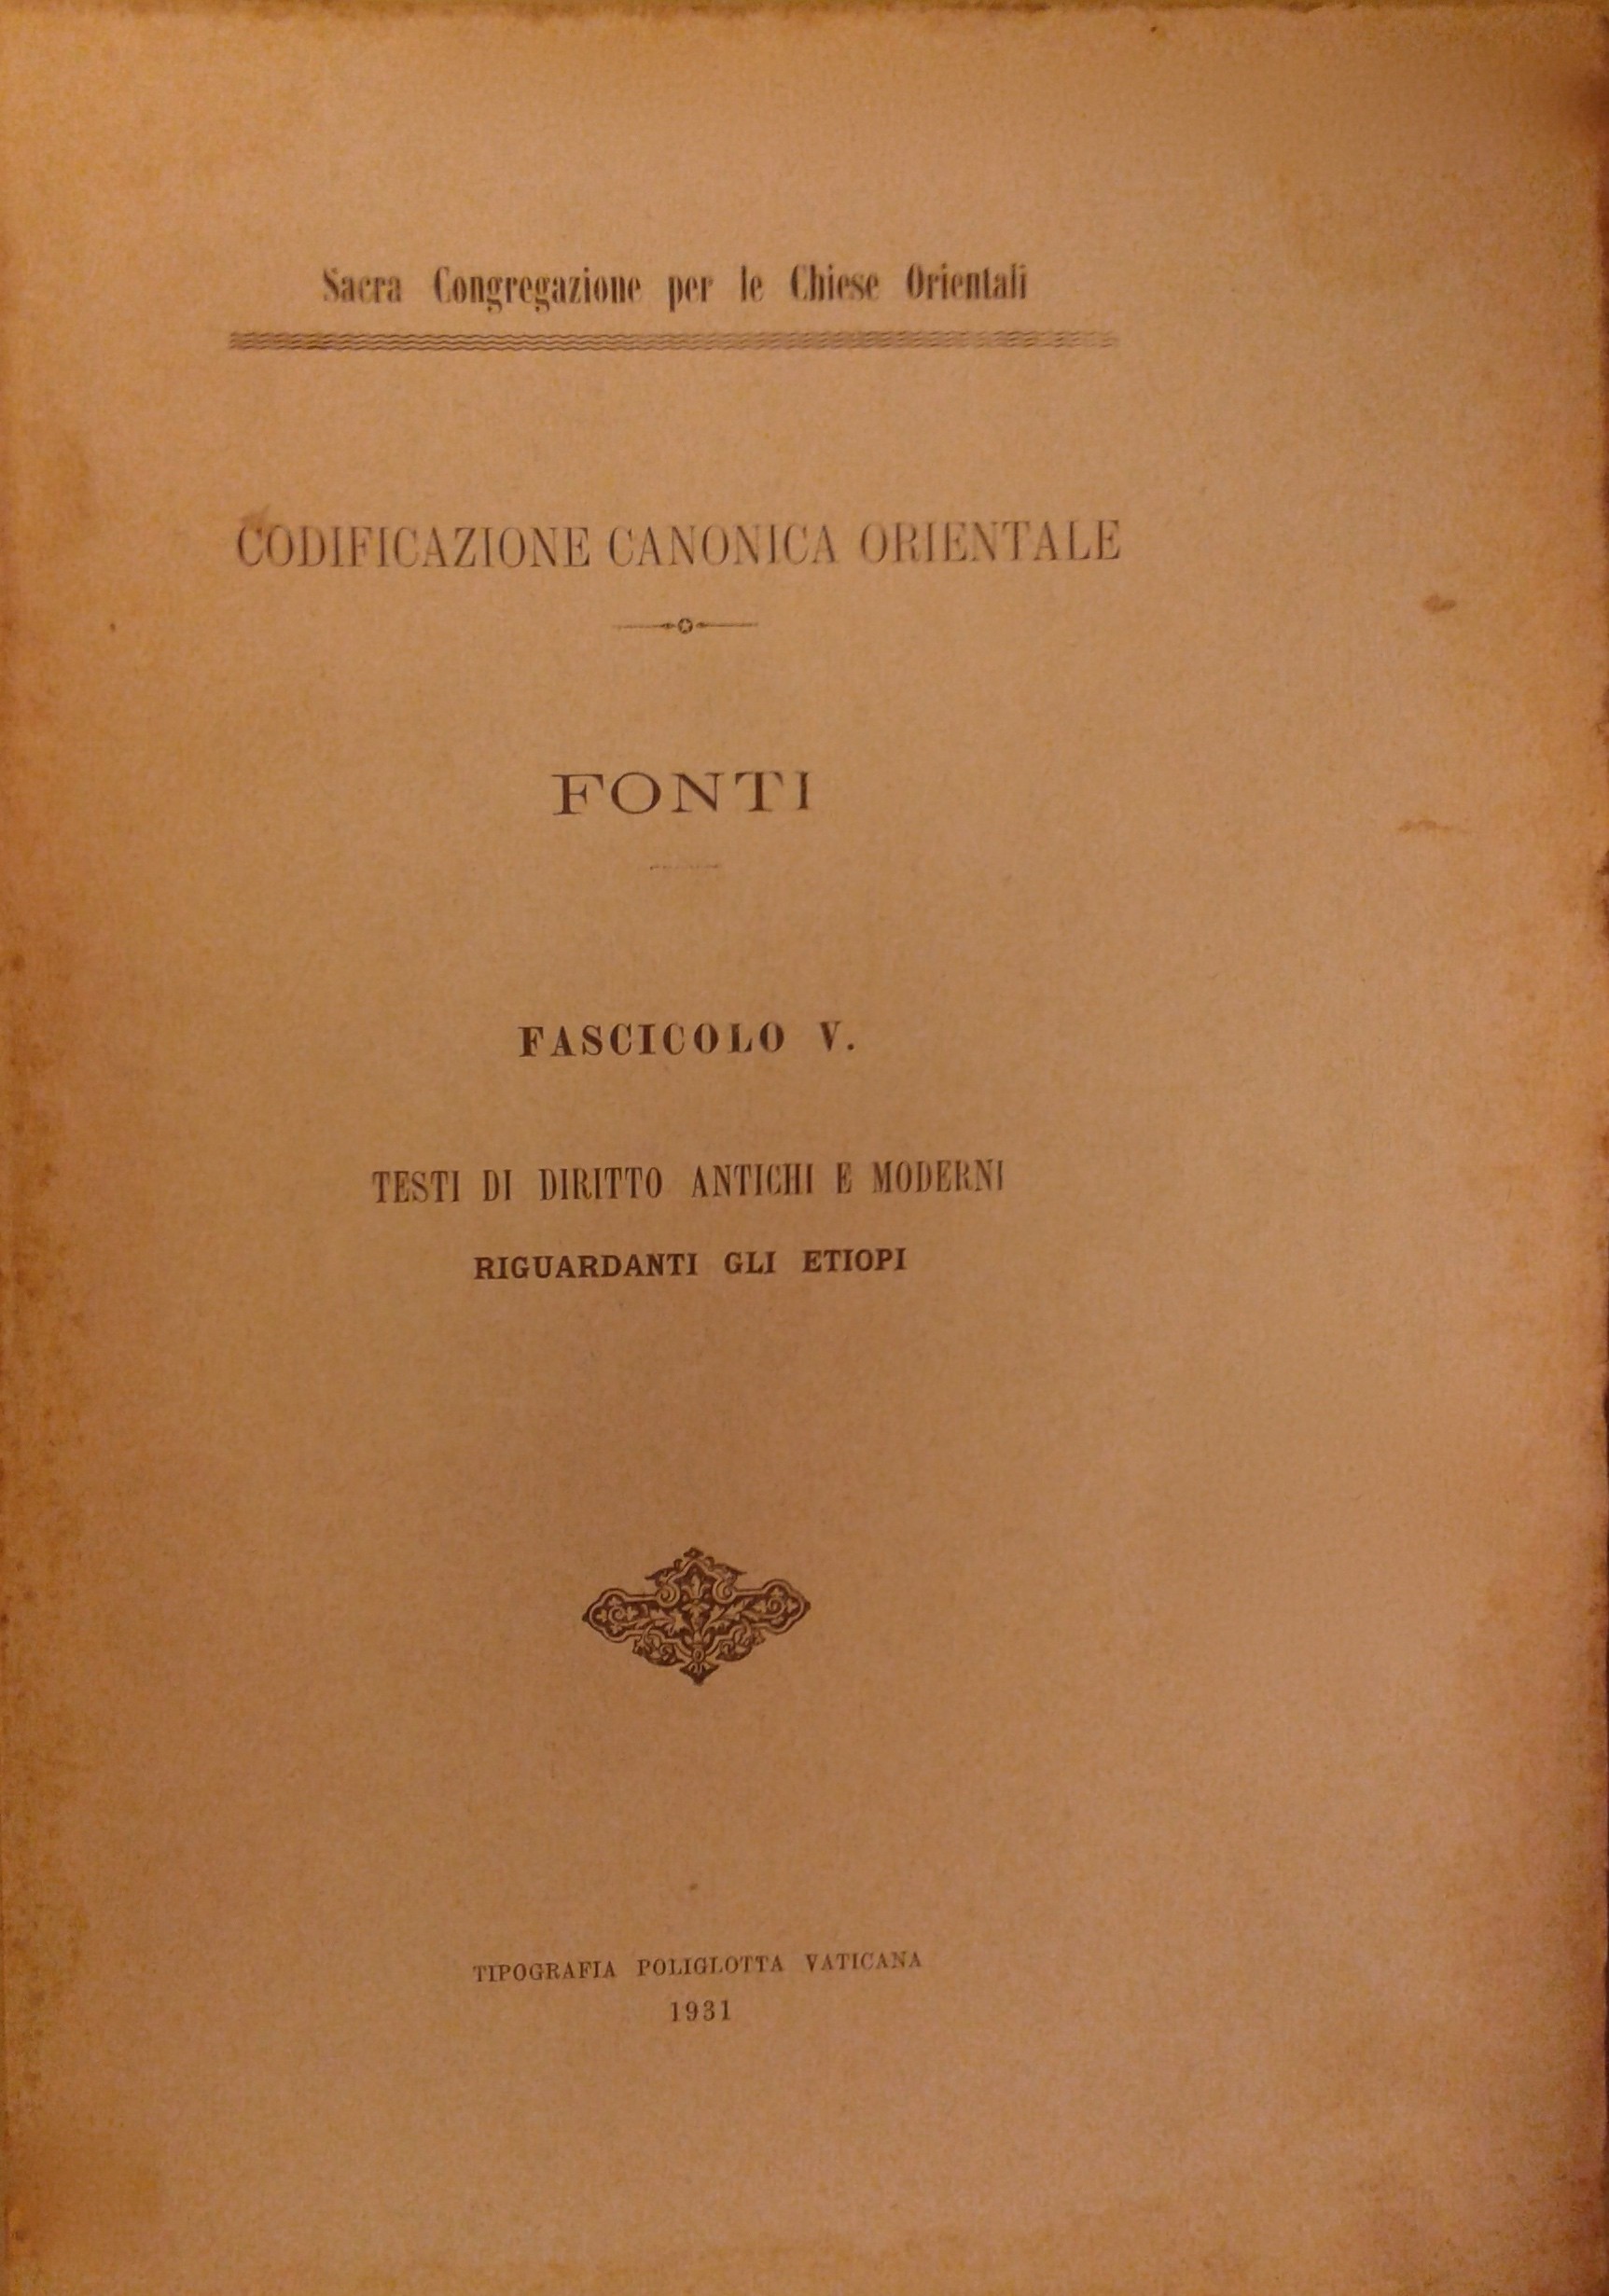 Sacra Congregazione per le Chiese Orientali
CODIFICAZIONE CANONICA ORIENTALE
FONTI
FASCICOLO V.
TESTI DI DIRITTO ANTICHI E MODERNI
RIGUARDANTI GLI ETIOPI
TIPOGRAFIA POLIGLOTTA VATICANA
1931